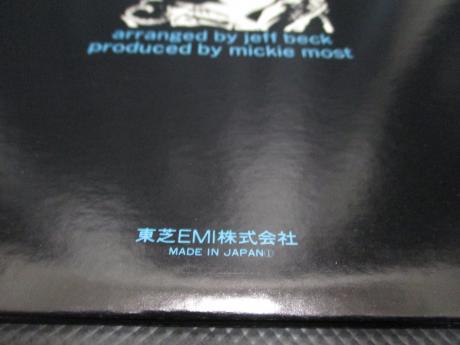 arranged by jeff beck
produced by mickie most
東芝EMI株式会社
MADE IN JAPAN①